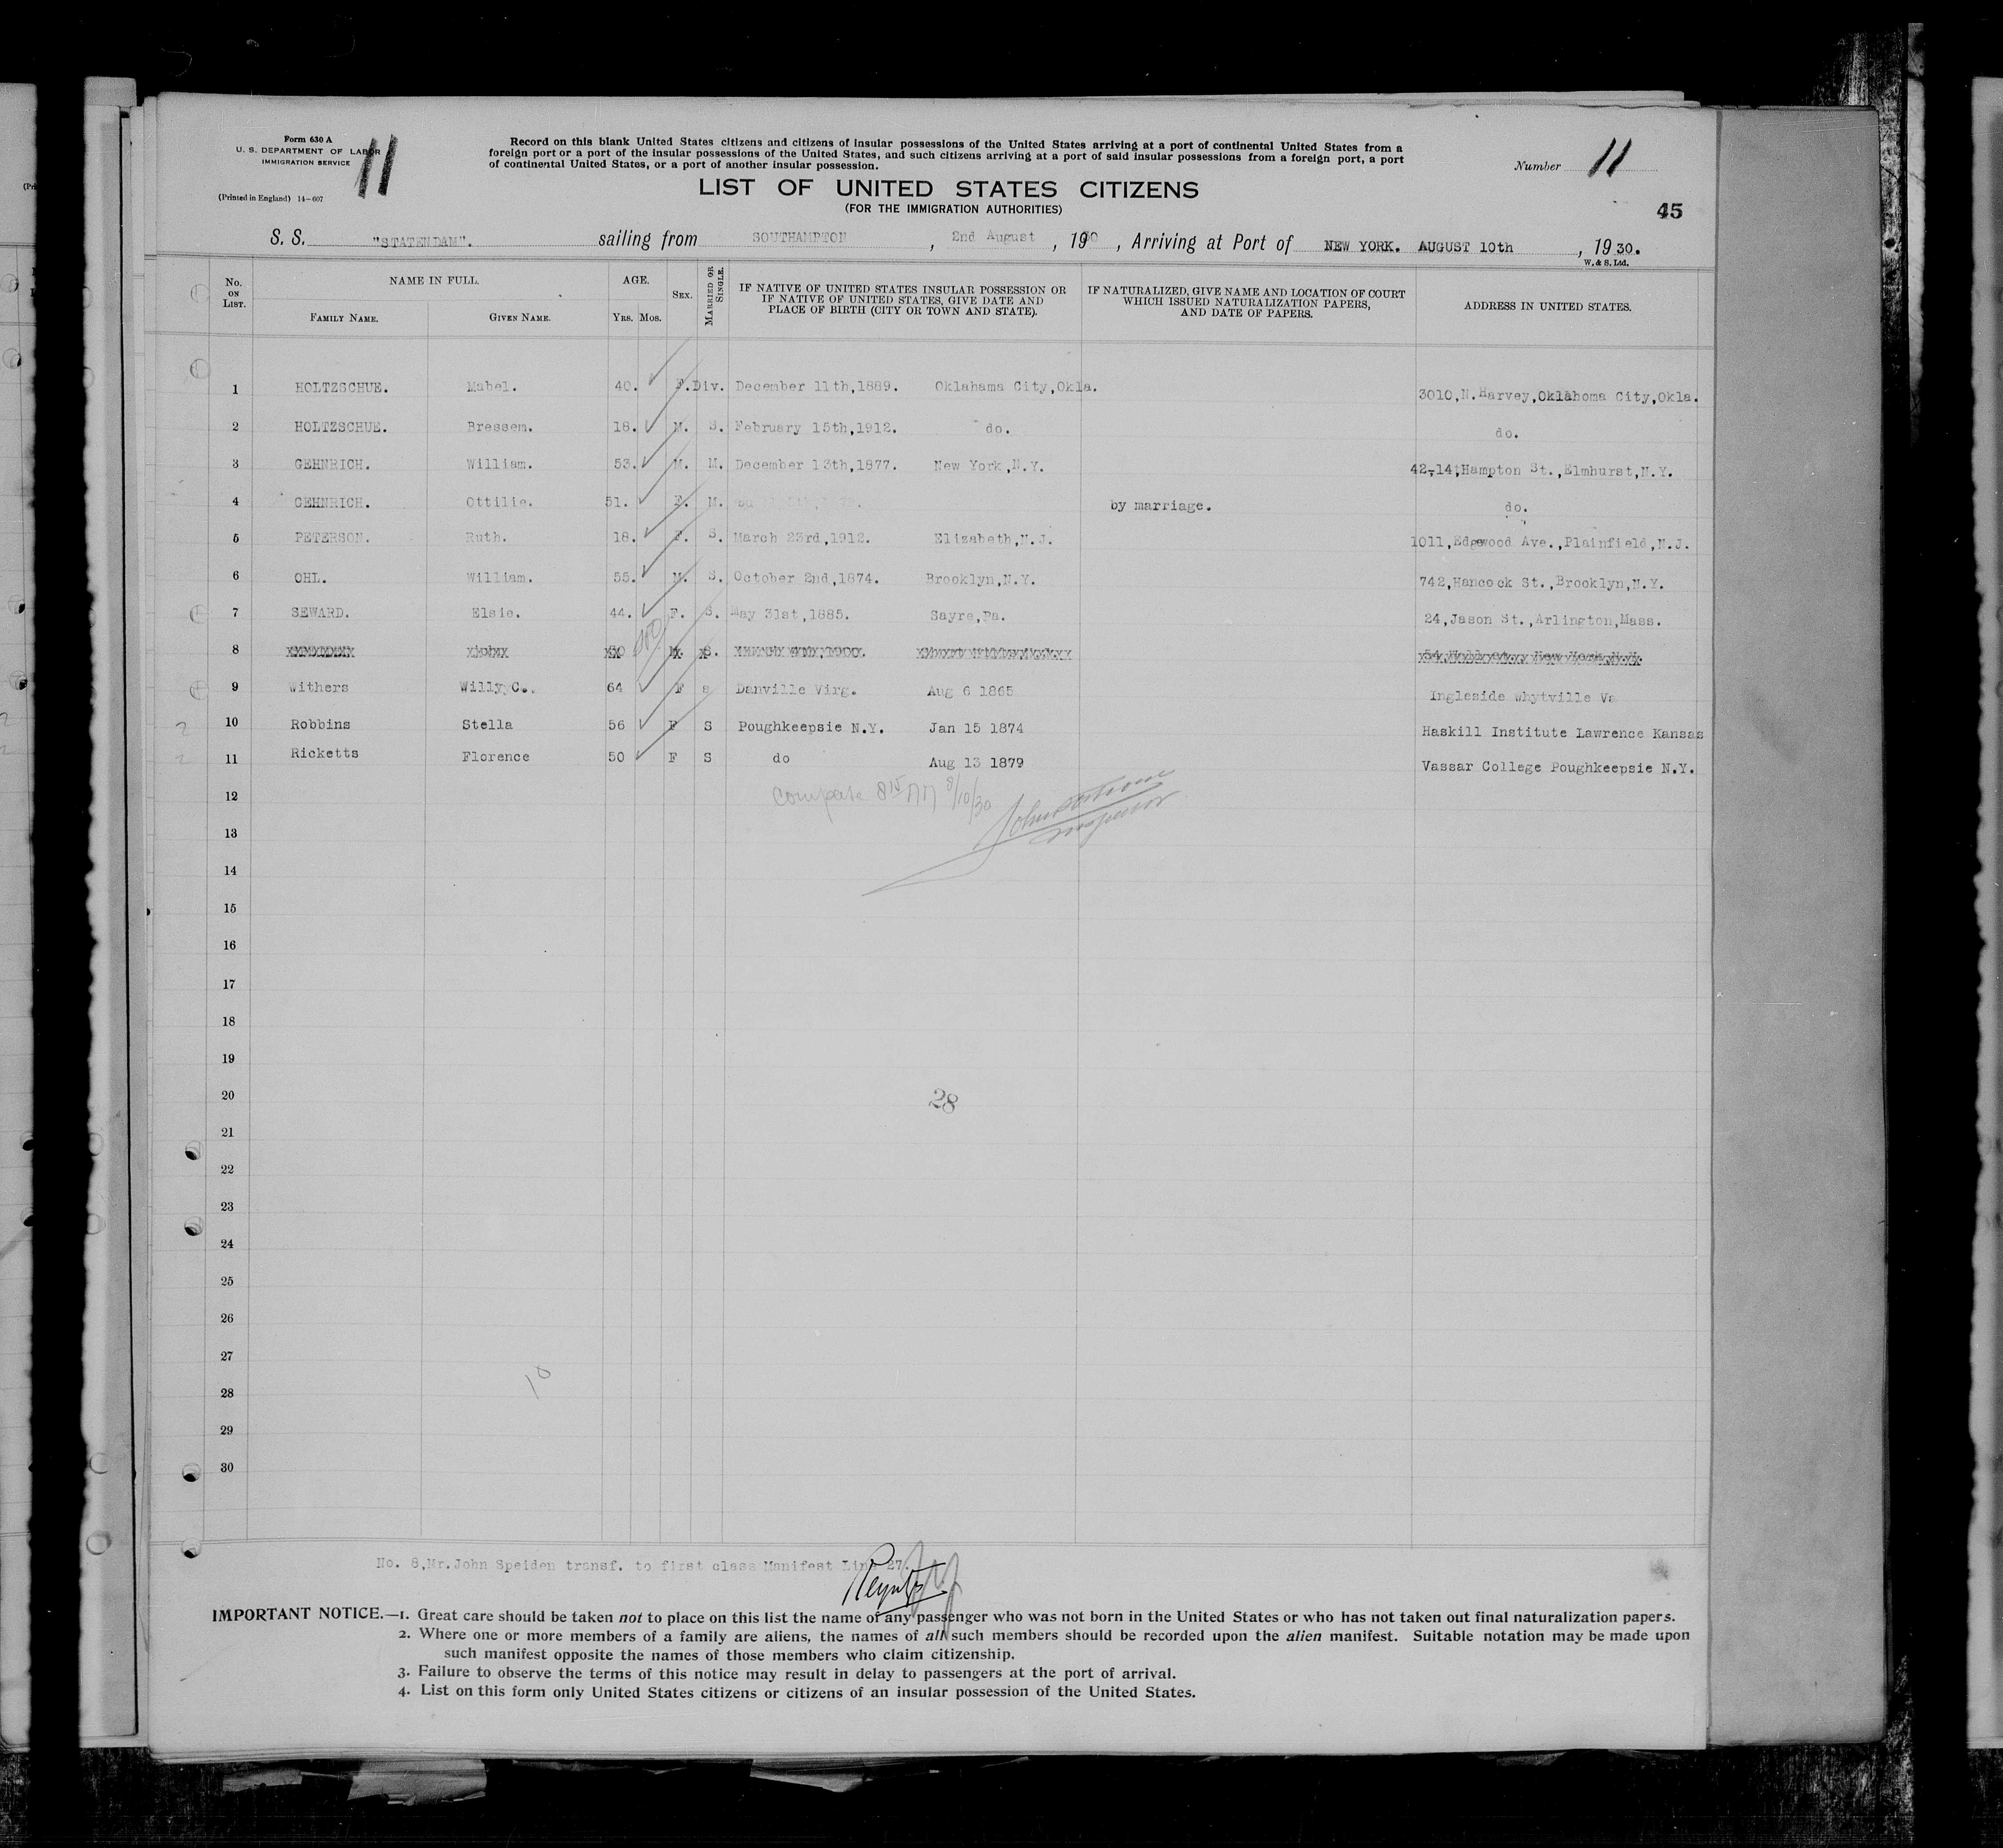 Form 630 A
U. S. DEPARTMENT OF LABOR
IMMIGRATION SERVICE
(Printed in England) 14-607
11
Record on this blank United States citizens and citizens of insular possessions of the United States arriving at a port of continental United States from a
foreign port or a port of the insular possessions of the United States, and such citizens arriving at a port of said insular possessions from a foreign port, a port
of continental United States, or a port of another insular possession.
Number 11
LIST OF UNITED STATES CITIZENS
(FOR THE IMMIGRATION AUTHORITIES)
45
S. S. "STATENDAM". sailing from SOUTHAMPTON, 2nd August, 1930, Arriving at Port of NEW YORK. AUGUST 10th, 1930.
W. & S. Ltd.
No. ON LIST. NAME IN FULL. FAMILY NAME. GIVEN NAME. AGE. YRS. MOS. SEX. MARRIED OR SINGLE. IF NATIVE OF UNITED STATES INSULAR POSSESSION OR IF NATIVE OF UNITED STATES, GIVE DATE AND PLACE OF BIRTH (CITY OR TOWN AND STATE). IF NATURALIZED, GIVE NAME AND LOCATION OF COURT WHICH ISSUED NATURALIZATION PAPERS, AND DATE OF PAPERS. ADDRESS IN UNITED STATES.
1 HOLTZSCHUE. Mabel. 40. F. Div. December 11th,1889. Oklahama City,Okla. 3010,N.Harvey,Oklahoma City,Okla.
2 HOLTZSCHUE. Bressem. 18. M. S. February 15th,1912. do. do.
3 GEHNRICH. William. 53. M. M. December 13th,1877. New York,N.Y. 42-14,Hampton St.,Elmhurst,N.Y.
4 GEHNRICH. Ottilie. 51. F. M. by marriage. do.
5 PETERSON. Ruth. 18. F. S. March 23rd,1912. Elizabeth,N.J. 1011,Edgewood Ave.,Plainfield,N.J.
6 OHL. William. 55. M. S. October 2nd,1874. Brooklyn,N.Y. 742,Hancock St.,Brooklyn,N.Y.
7 SEWARD. Elsie. 44. F. S. May 31st,1885. Sayre,Pa. 24,Jason St.,Arlington,Mass.
8
9 Withers Willy C. 64 F s Danville Virg. Aug 6 1865 Ingleside Whytville Va
10 Robbins Stella 56 F S Poughkeepsie N.Y. Jan 15 1874 Haskill Institute Lawrence Kansas
11 Ricketts Florence 50 F S do Aug 13 1879 Vassar College Poughkeepsie N.Y.
12
8/10/30
13
Inspector
14
15
16
17
18
19
20 28
21
22
23
24
25
26
27
28 10
29
30
No. 8,Mr.John Speiden transf. to first class Manifest Line 27.
IMPORTANT NOTICE.—1. Great care should be taken not to place on this list the name of any passenger who was not born in the United States or who has not taken out final naturalization papers.
2. Where one or more members of a family are aliens, the names of all such members should be recorded upon the alien manifest. Suitable notation may be made upon
such manifest opposite the names of those members who claim citizenship.
3. Failure to observe the terms of this notice may result in delay to passengers at the port of arrival.
4. List on this form only United States citizens or citizens of an insular possession of the United States.